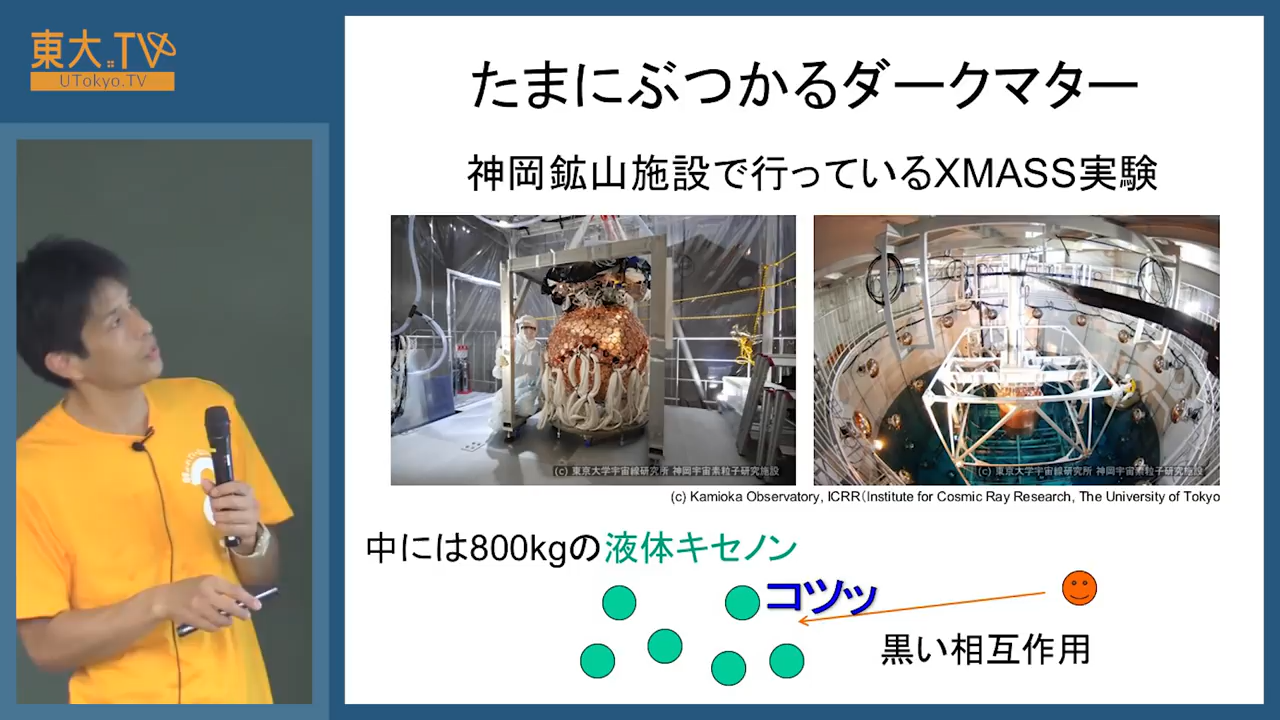 東大.TV
UTokyo.TV
たまにぶつかるダークマター
神岡鉱山施設で行っているXMASS実験
(c) 東京大学宇宙線研究所 神岡宇宙素粒子研究施設
(c) 東京大学宇宙線研究所 神岡宇宙素粒子研究施設
(c) Kamioka Observatory, ICRR(Institute for Cosmic Ray Research, The University of Tokyo
中には800kgの液体キセノン
コツッ
黒い相互作用